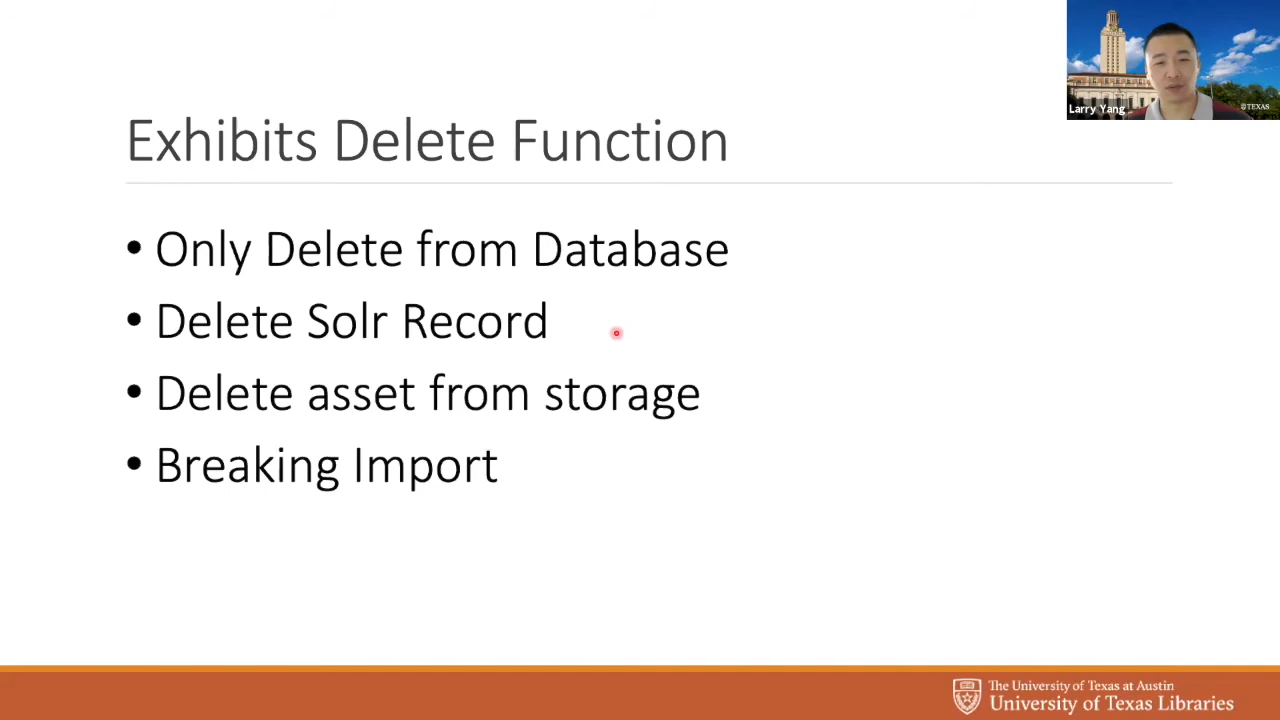 Larry Yang
TEXAS
Exhibits Delete Function
• Only Delete from Database
• Delete Solr Record
• Delete asset from storage
• Breaking Import
The University of Texas at Austin
University of Texas Libraries